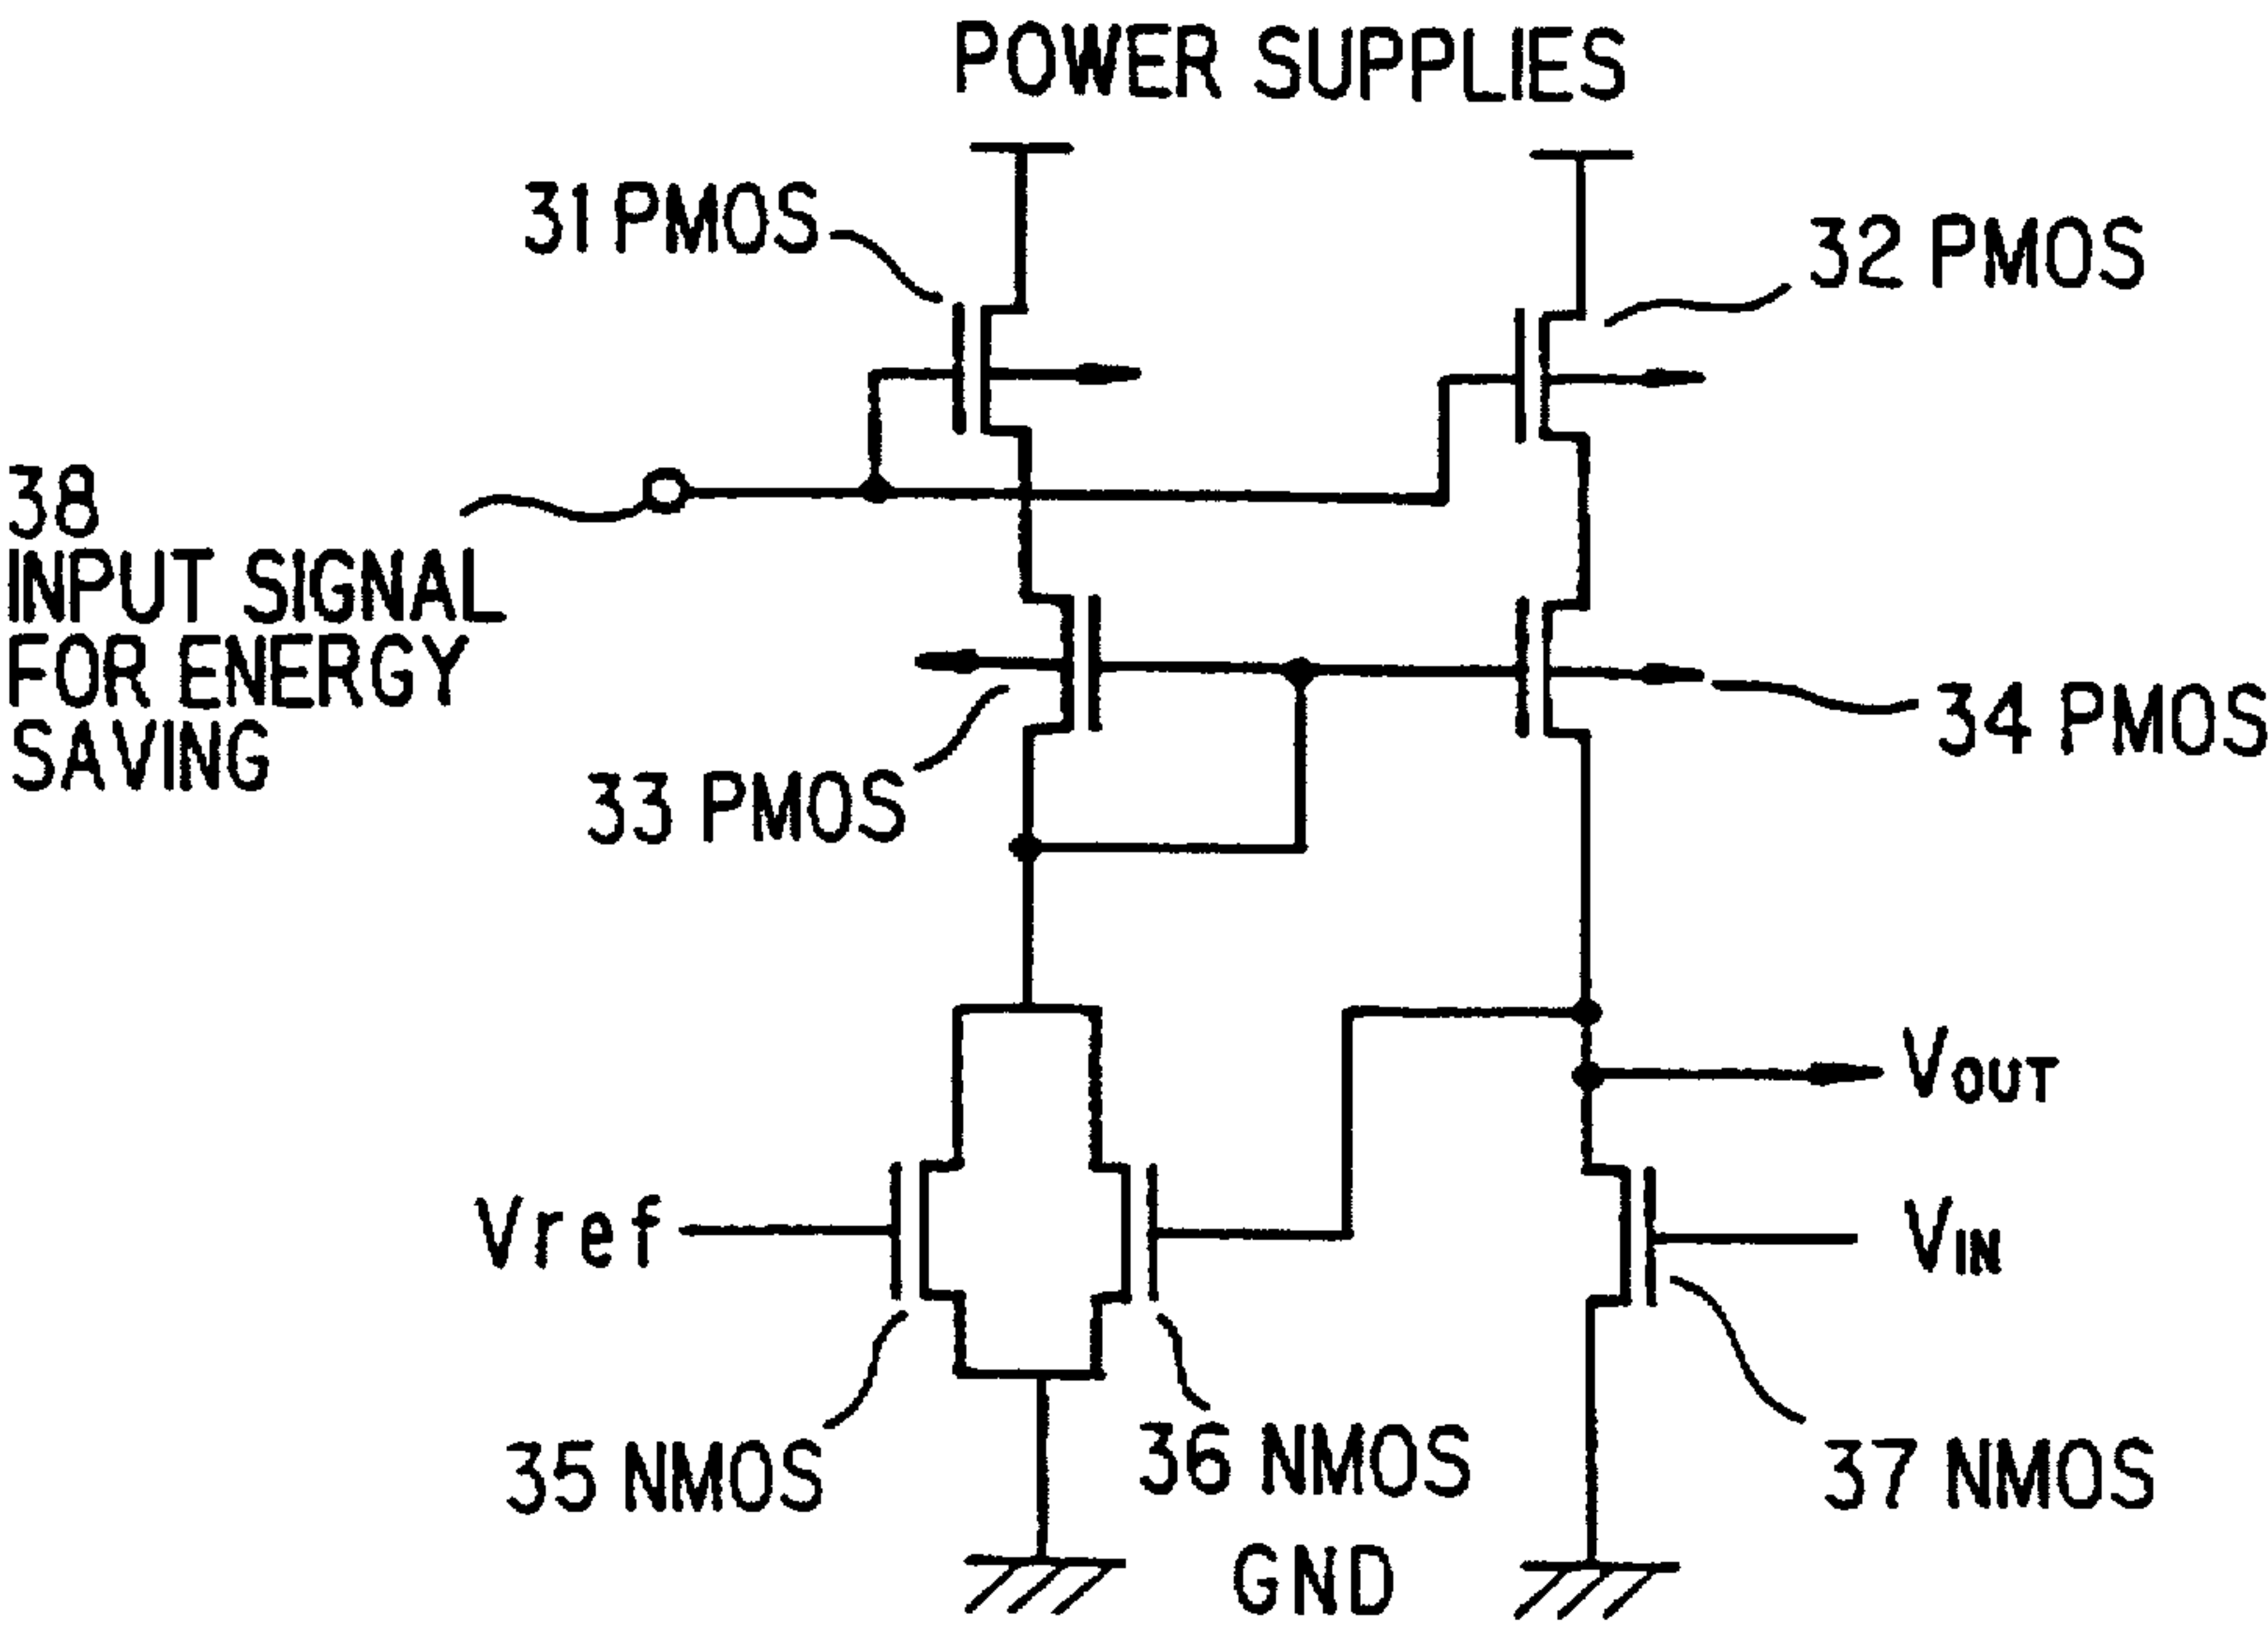 POWER SUPPLIES
31 PMOS
32 PMOS
38
INPUT SIGNAL
FOR ENERGY
SAVING
34 PMOS
33 PMOS
VOUT
Vref
VIN
35 NMOS
36 NMOS
37 NMOS
GND